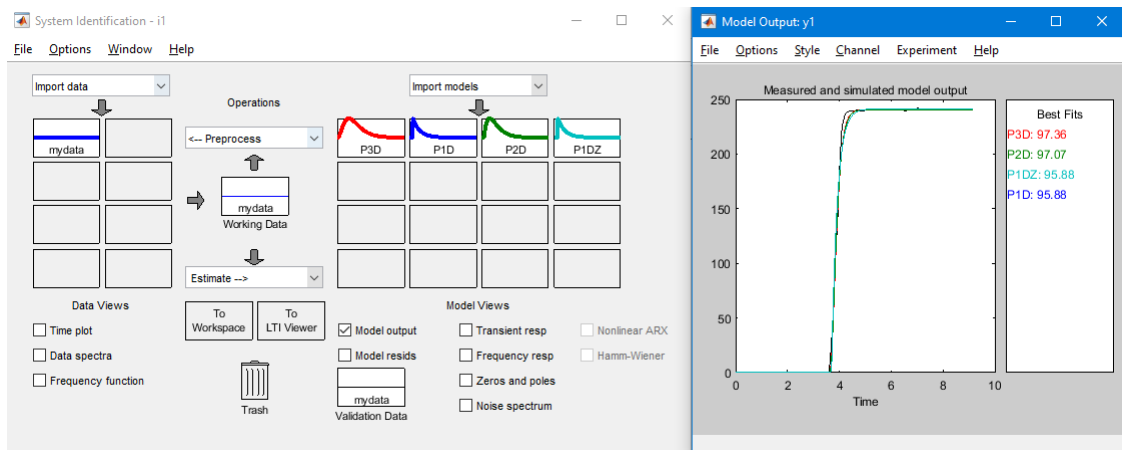 System Identification - i1
File Options Window Help
Import data
Operations
Import models
mydata
<-- Preprocess
P3D P1D P2D P1DZ
mydata
Working Data
Estimate -->
Data Views
To Workspace
To LTI Viewer
Model Views
Time plot
Data spectra
Frequency function
Trash
Model output
Model resids
mydata
Validation Data
Transient resp
Frequency resp
Zeros and poles
Noise spectrum
Nonlinear ARX
Hamm-Wiener
Model Output: y1
File Options Style Channel Experiment Help
Measured and simulated model output
250
200
150
100
50
0
0 2 4 6 8 10
Time
Best Fits
P3D: 97.36
P2D: 97.07
P1DZ: 95.88
P1D: 95.88